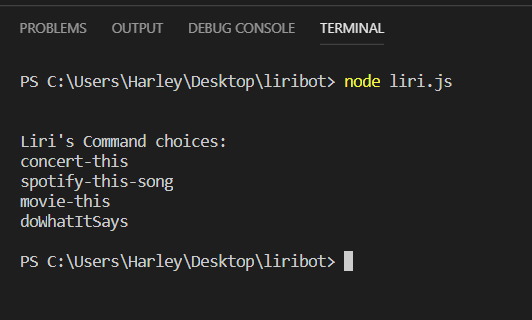 PROBLEMS OUTPUT DEBUG CONSOLE TERMINAL
PS C:\Users\Harley\Desktop\liribot> node liri.js
Liri's Command choices:
concert-this
spotify-this-song
movie-this
doWhatItSays
PS C:\Users\Harley\Desktop\liribot>